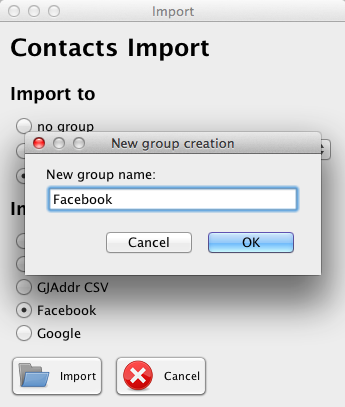 Import
Contacts Import
Import to
no group
New group creation
New group name:
Facebook
Cancel OK
GJAddr CSV
Facebook
Google
Import Cancel